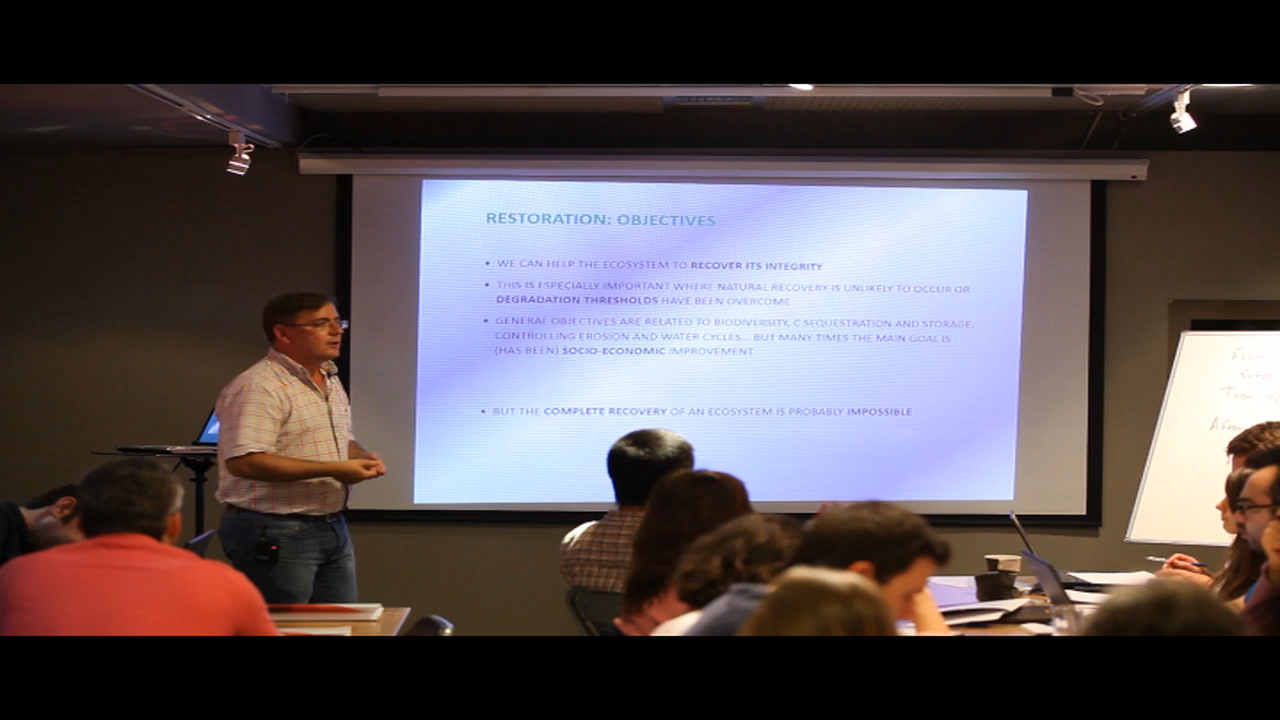 RESTORATION: OBJECTIVES
• WE CAN HELP THE ECOSYSTEM TO RECOVER ITS INTEGRITY
• THIS IS ESPECIALLY IMPORTANT WHERE NATURAL RECOVERY IS UNLIKELY TO OCCUR OR
DEGRADATION THRESHOLDS HAVE BEEN OVERCOME
• GENERAL OBJECTIVES ARE RELATED TO BIODIVERSITY, C SEQUESTRATION AND STORAGE,
CONTROLLING EROSION AND WATER CYCLES... BUT MANY TIMES THE MAIN GOAL IS
(HAS BEEN) SOCIO-ECONOMIC IMPROVEMENT
• BUT THE COMPLETE RECOVERY OF AN ECOSYSTEM IS PROBABLY IMPOSSIBLE